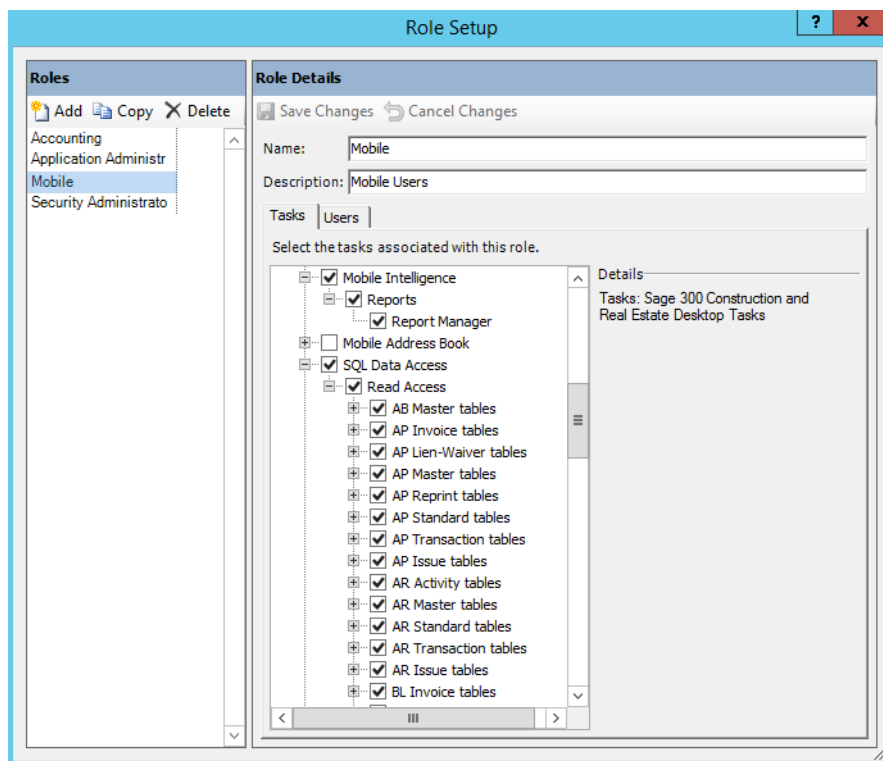 Role Setup
?
x
Roles
Add Copy Delete
Accounting
Application Administr
Mobile
Security Administrato
Role Details
Save Changes Cancel Changes
Name: Mobile
Description: Mobile Users
Tasks Users
Select the tasks associated with this role.
Mobile Intelligence
Reports
Report Manager
Mobile Address Book
SQL Data Access
Read Access
AB Master tables
AP Invoice tables
AP Lien-Waiver tables
AP Master tables
AP Reprint tables
AP Standard tables
AP Transaction tables
AP Issue tables
AR Activity tables
AR Master tables
AR Standard tables
AR Transaction tables
AR Issue tables
BL Invoice tables
Details
Tasks: Sage 300 Construction and
Real Estate Desktop Tasks